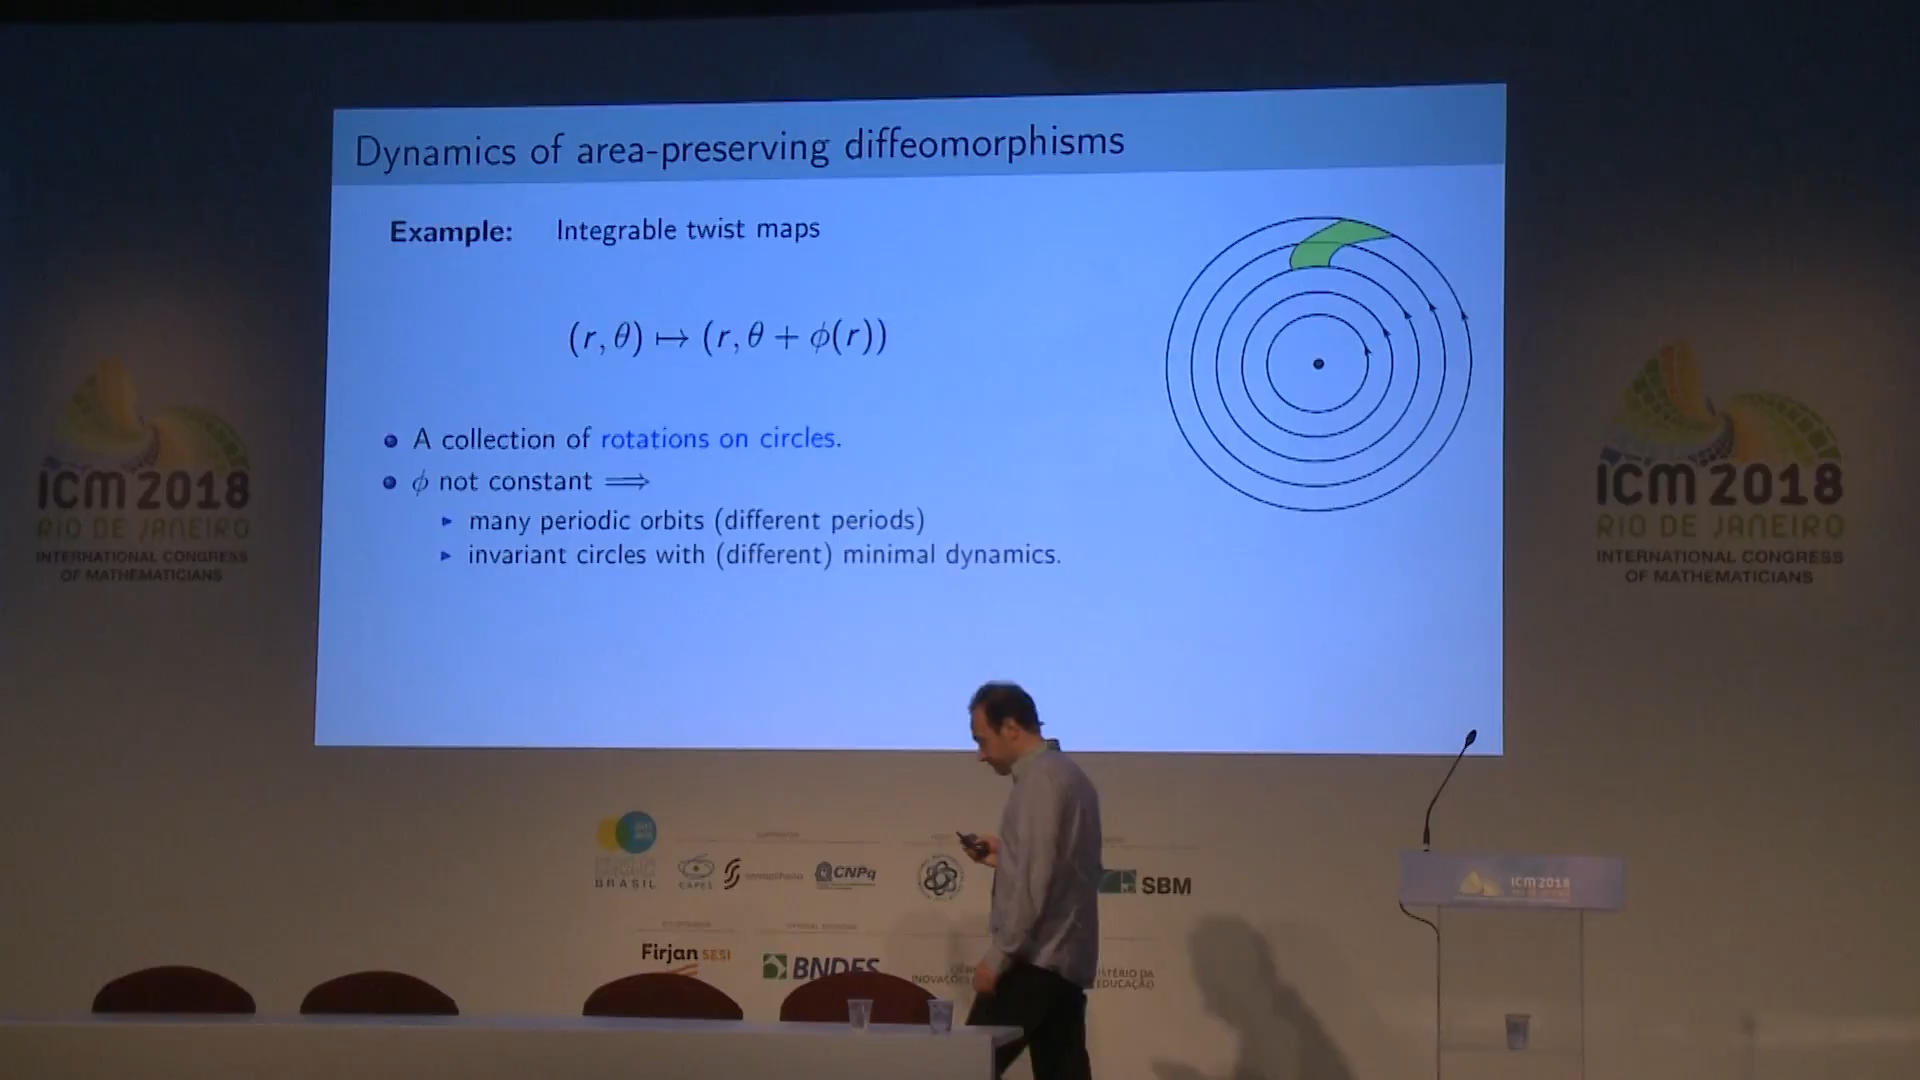 Dynamics of area-preserving diffeomorphisms
Example: Integrable twist maps
(r, θ) ↦ (r, θ + ϕ(r))
A collection of rotations on circles.
ϕ not constant ⟹
many periodic orbits (different periods)
invariant circles with (different) minimal dynamics.
ICM 2018
RIO DE JANEIRO
INTERNATIONAL CONGRESS
OF MATHEMATICIANS
ICM 2018
RIO DE JANEIRO
INTERNATIONAL CONGRESS
OF MATHEMATICIANS
BRASIL
CAPES
CNPq
SBM
ICM 2018
Firjan SESI
BNDES